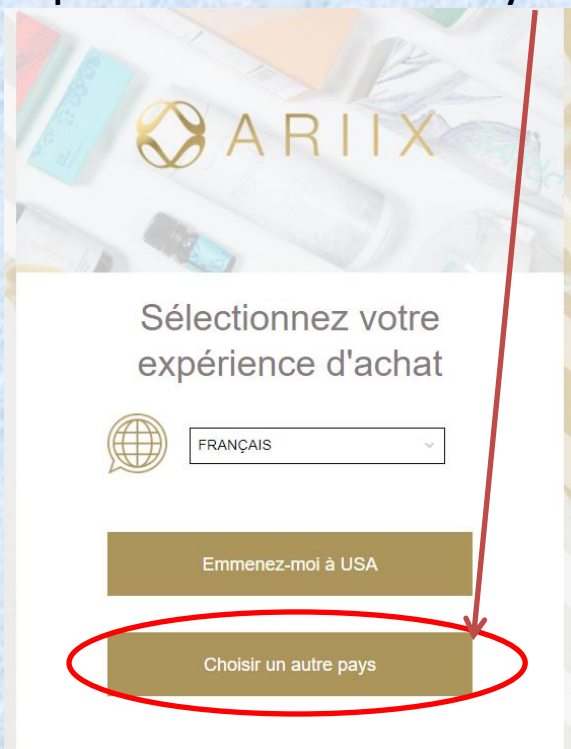 ARIIX
Sélectionnez votre
expérience d'achat
FRANÇAIS
Emmenez-moi à USA
Choisir un autre pays